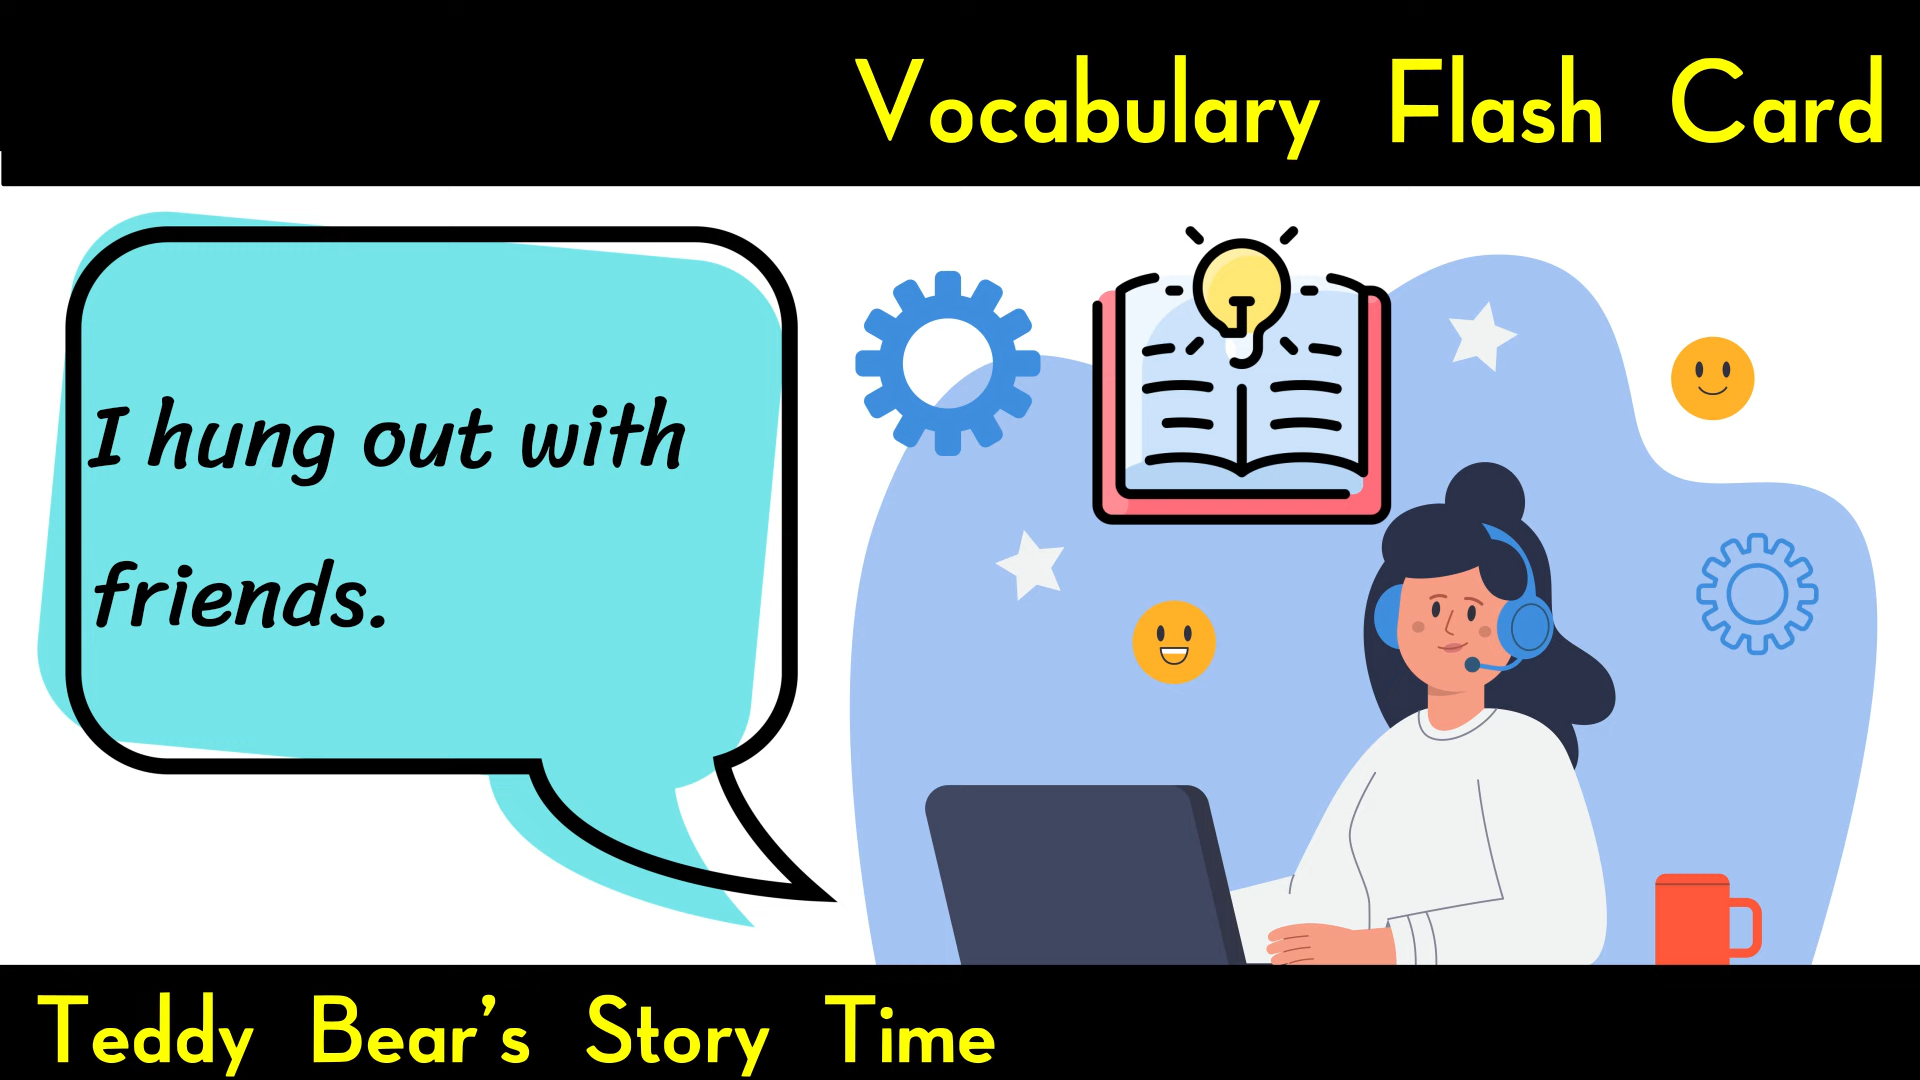 Vocabulary Flash Card
I hung out with
friends.
Teddy Bear’s Story Time